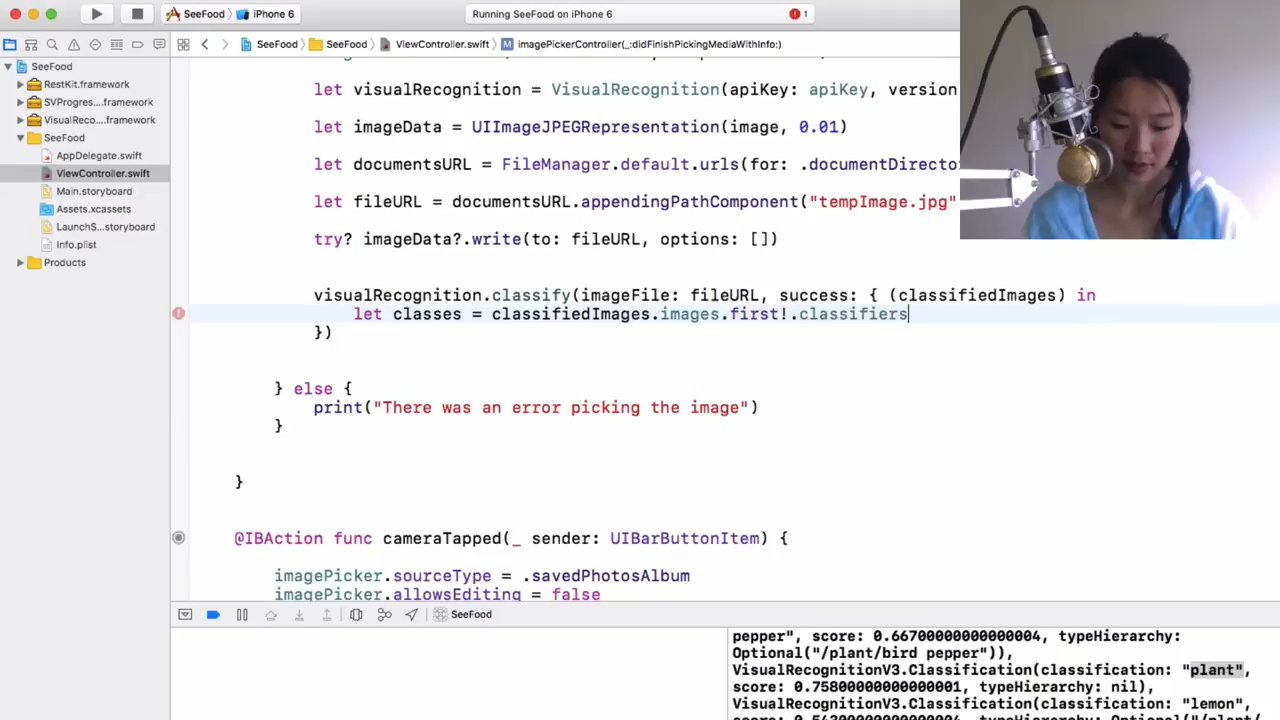 SeeFood
iPhone 6
Running SeeFood on iPhone 6
1
SeeFood
SeeFood
ViewController.swift
imagePickerController(_:didFinishPickingMediaWithInfo:)
SeeFood
RestKit.framework
SVProgres....framework
VisualReco...framework
SeeFood
AppDelegate.swift
ViewController.swift
Main.storyboard
Assets.xcassets
LaunchS...storyboard
Info.plist
Products
let visualRecognition = VisualRecognition(apiKey: apiKey, version
let imageData = UIImageJPEGRepresentation(image, 0.01)
let documentsURL = FileManager.default.urls(for: .documentDirecto
let fileURL = documentsURL.appendingPathComponent("tempImage.jpg"
try? imageData?.write(to: fileURL, options: [])
visualRecognition.classify(imageFile: fileURL, success: { (classifiedImages) in
let classes = classifiedImages.images.first!.classifiers
})
} else {
print("There was an error picking the image")
}
}
@IBAction func cameraTapped(_ sender: UIBarButtonItem) {
imagePicker.sourceType = .savedPhotosAlbum
imagePicker.allowsEditing = false
SeeFood
pepper", score: 0.66700000000000004, typeHierarchy:
Optional("/plant/bird pepper")),
VisualRecognitionV3.Classification(classification: "plant",
score: 0.75800000000000001, typeHierarchy: nil),
VisualRecognitionV3.Classification(classification: "lemon",